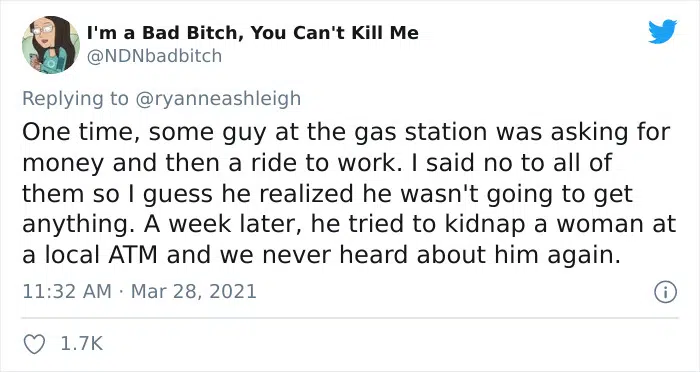 I'm a Bad Bitch, You Can't Kill Me
@NDNbadbitch
Replying to @ryanneashleigh
One time, some guy at the gas station was asking for
money and then a ride to work. I said no to all of
them so I guess he realized he wasn't going to get
anything. A week later, he tried to kidnap a woman at
a local ATM and we never heard about him again.
11:32 AM · Mar 28, 2021
1.7K